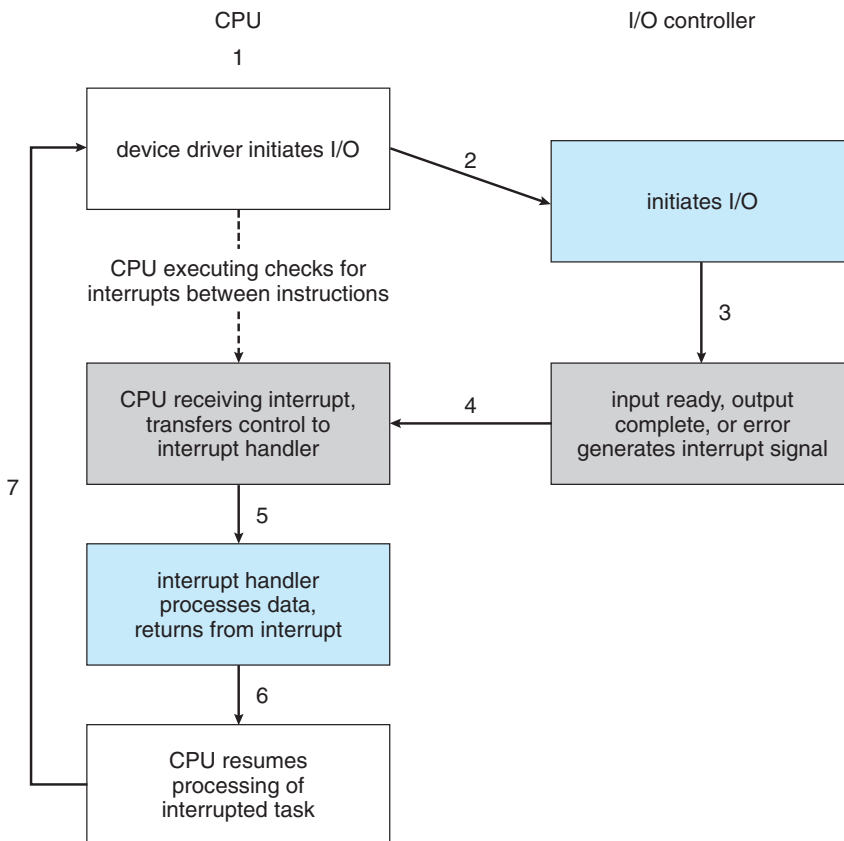 CPU
I/O controller
1
device driver initiates I/O
2
initiates I/O
CPU executing checks for
interrupts between instructions
3
CPU receiving interrupt,
transfers control to
interrupt handler
4
input ready, output
complete, or error
generates interrupt signal
7
5
interrupt handler
processes data,
returns from interrupt
6
CPU resumes
processing of
interrupted task